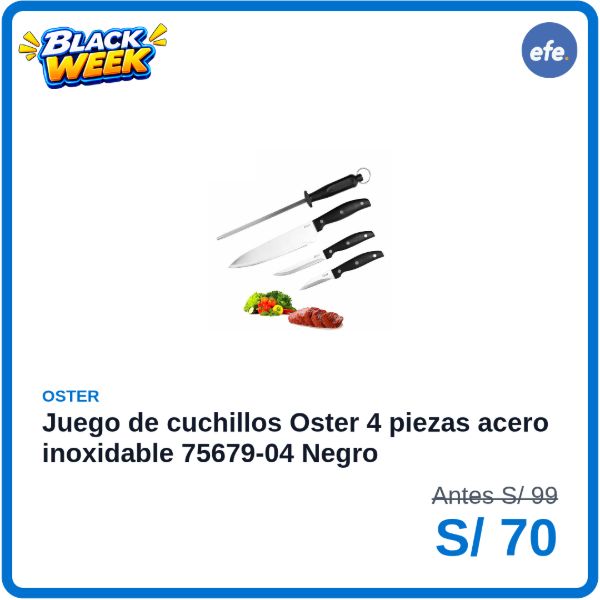 BLACK
WEEK
efe.
OSTER
Juego de cuchillos Oster 4 piezas acero
inoxidable 75679-04 Negro
Antes S/ 99
S/ 70